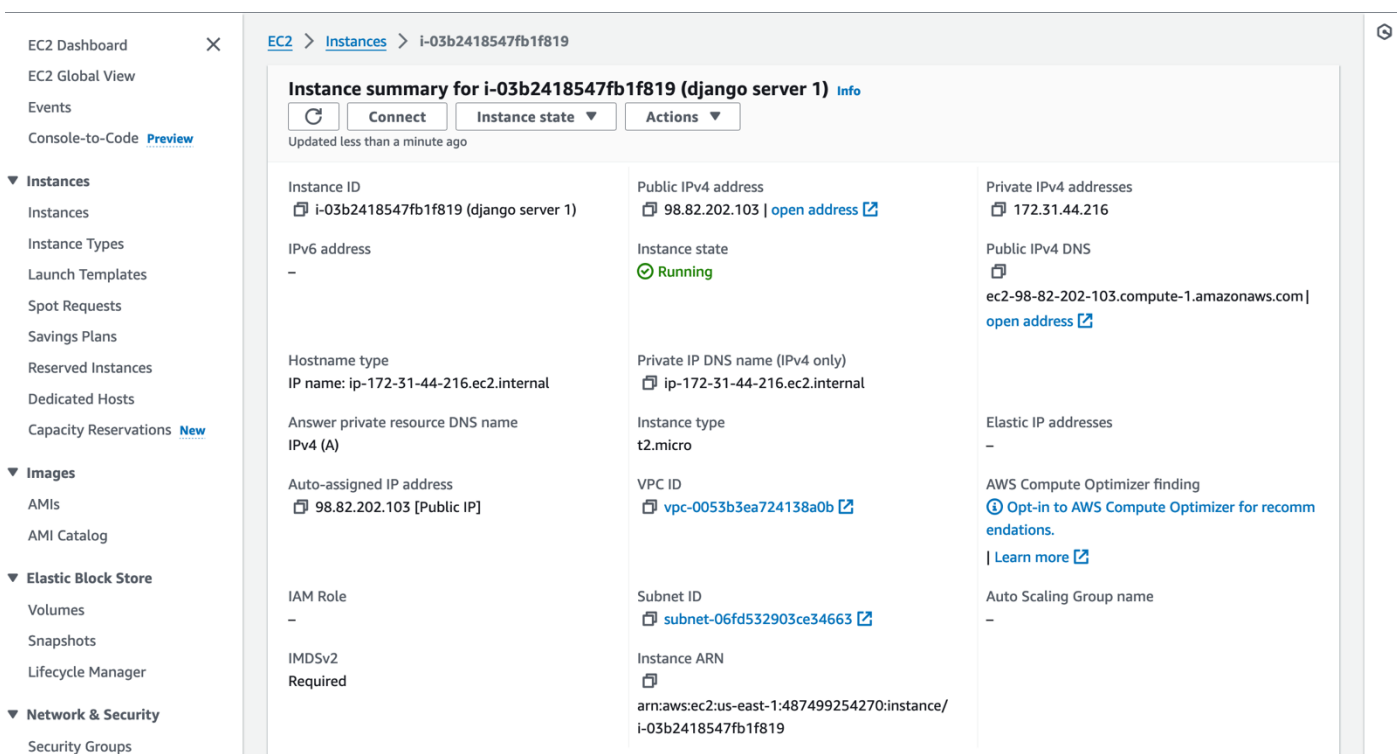 EC2 Dashboard
EC2 Global View
Events
Console-to-Code Preview
Instances
Instances
Instance Types
Launch Templates
Spot Requests
Savings Plans
Reserved Instances
Dedicated Hosts
Capacity Reservations New
Images
AMIs
AMI Catalog
Elastic Block Store
Volumes
Snapshots
Lifecycle Manager
Network & Security
Security Groups
EC2 > Instances > i-03b2418547fb1f819
Instance summary for i-03b2418547fb1f819 (django server 1) Info
Connect Instance state Actions
Updated less than a minute ago
Instance ID
i-03b2418547fb1f819 (django server 1)
Public IPv4 address
98.82.202.103 | open address
Private IPv4 addresses
172.31.44.216
IPv6 address
–
Instance state
Running
Public IPv4 DNS
ec2-98-82-202-103.compute-1.amazonaws.com |
open address
Hostname type
IP name: ip-172-31-44-216.ec2.internal
Private IP DNS name (IPv4 only)
ip-172-31-44-216.ec2.internal
Answer private resource DNS name
IPv4 (A)
Instance type
t2.micro
Elastic IP addresses
–
Auto-assigned IP address
98.82.202.103 [Public IP]
VPC ID
vpc-0053b3ea724138a0b
AWS Compute Optimizer finding
Opt-in to AWS Compute Optimizer for recomm
endations.
| Learn more
IAM Role
–
Subnet ID
subnet-06fd532903ce34663
Auto Scaling Group name
–
IMDSv2
Required
Instance ARN
arn:aws:ec2:us-east-1:487499254270:instance/
i-03b2418547fb1f819